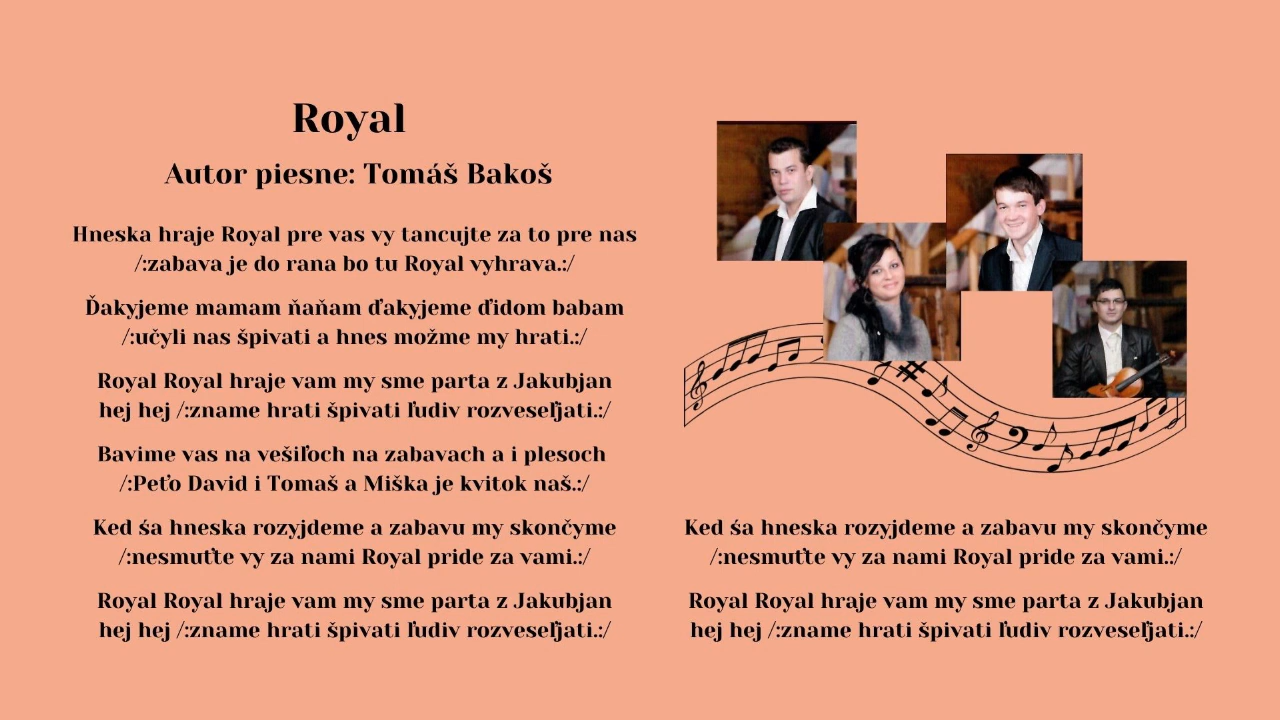 Royal
Autor piesne: Tomáš Bakoš
Hneska hraje Royal pre vas vy tancujte za to pre nas
/:zabava je do rana bo tu Royal vyhrava.:/
Ďakyjeme mamam ňaňam ďakyjeme ďidom babam
/:učyli nas špivati a hnes možme my hrati.:/
Royal Royal hraje vam my sme parta z Jakubjan
hej hej /:zname hrati špivati ľudiv rozveseľjati.:/
Bavime vas na vešiľoch na zabavach a i plesoch
/:Peťo David i Tomaš a Miška je kvitok naš.:/
Ked śa hneska rozyjdeme a zabavu my skončyme
/:nesmuťte vy za nami Royal pride za vami.:/
Royal Royal hraje vam my sme parta z Jakubjan
hej hej /:zname hrati špivati ľudiv rozveseľjati.:/
Ked śa hneska rozyjdeme a zabavu my skončyme
/:nesmuťte vy za nami Royal pride za vami.:/
Royal Royal hraje vam my sme parta z Jakubjan
hej hej /:zname hrati špivati ľudiv rozveseľjati.:/